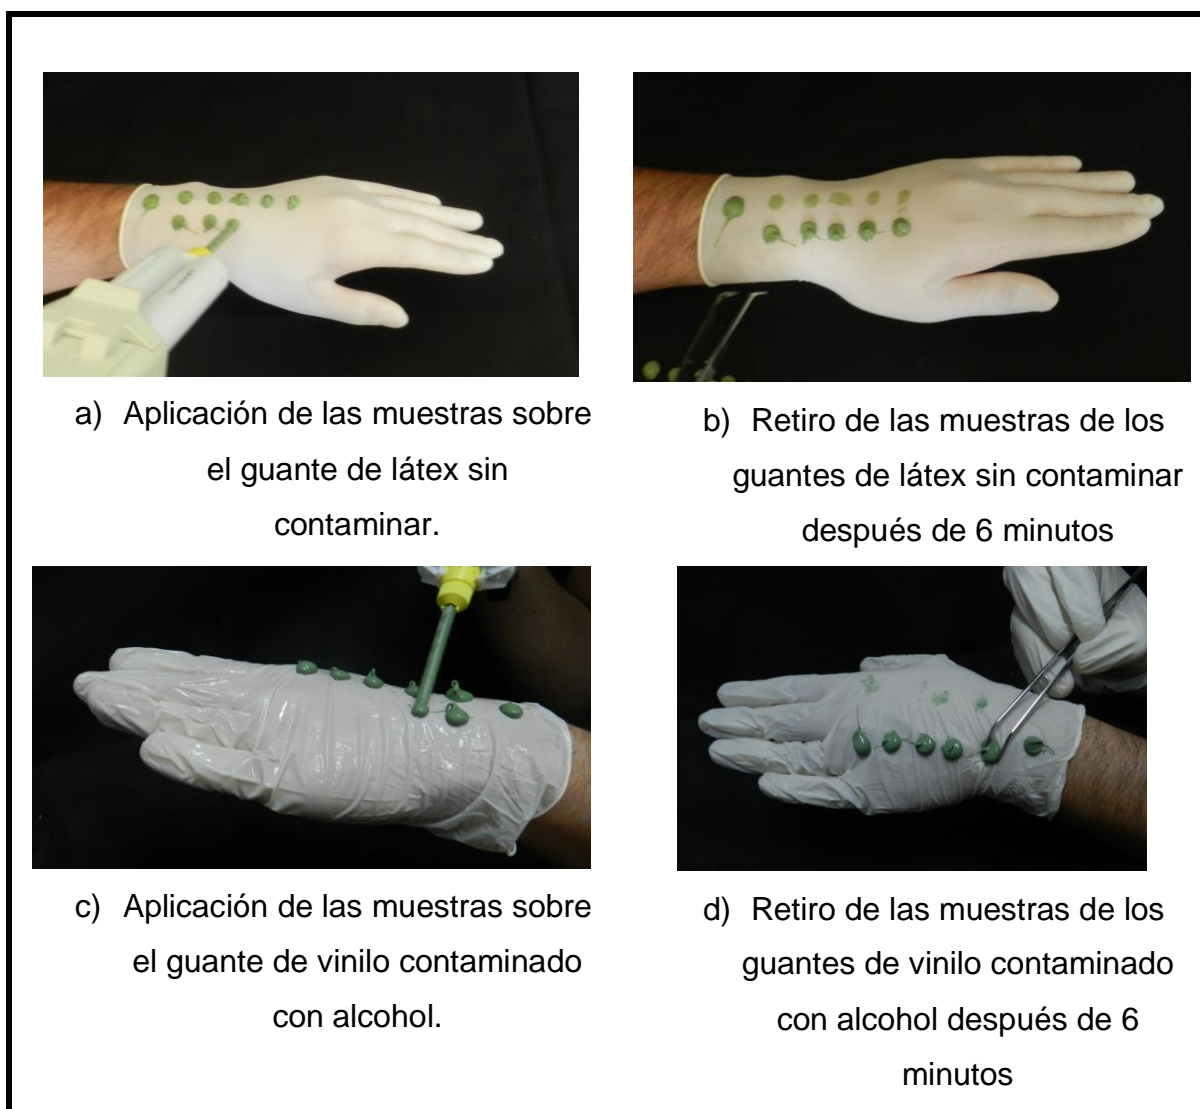 a) Aplicación de las muestras sobre
el guante de látex sin
contaminar.
b) Retiro de las muestras de los
guantes de látex sin contaminar
después de 6 minutos
c) Aplicación de las muestras sobre
el guante de vinilo contaminado
con alcohol.
d) Retiro de las muestras de los
guantes de vinilo contaminado
con alcohol después de 6
minutos